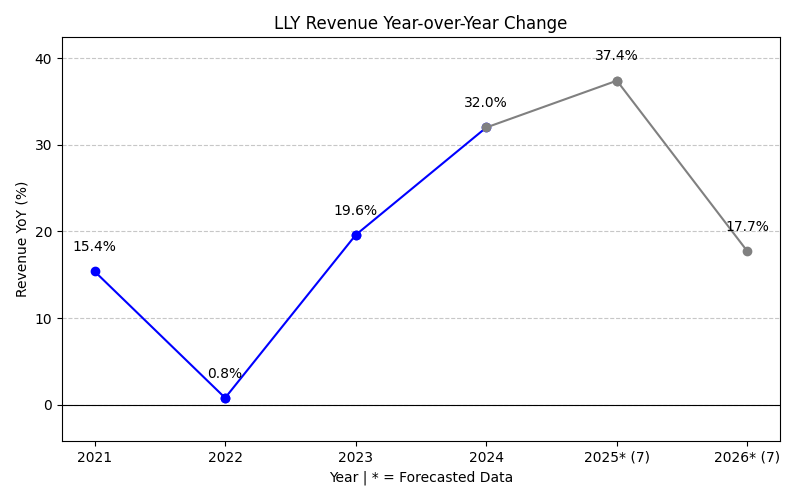 LLY Revenue Year-over-Year Change
Revenue YoY (%)
40
30
20
10
0
15.4%
0.8%
19.6%
32.0%
37.4%
17.7%
2021 2022 2023 2024 2025* (7) 2026* (7)
Year | * = Forecasted Data